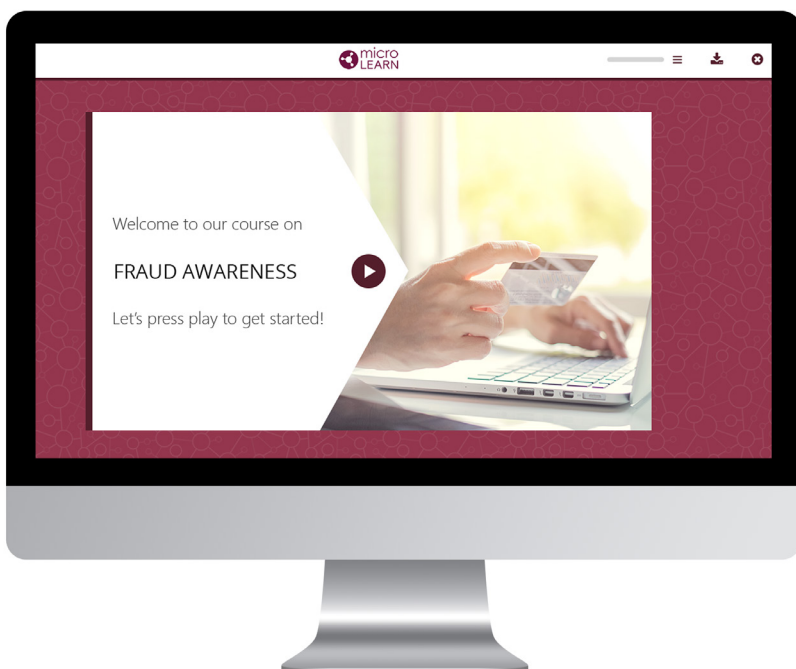 micro
LEARN
Welcome to our course on
FRAUD AWARENESS
Let's press play to get started!